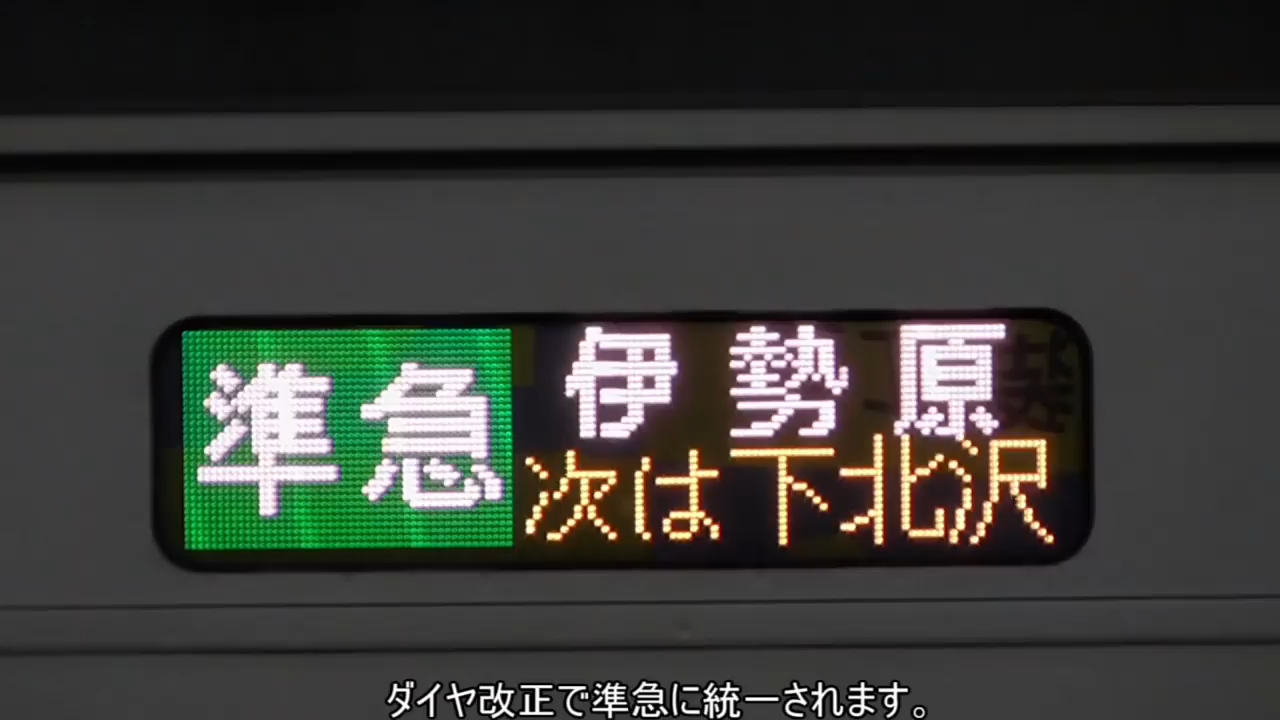 準急
伊勢原
次は下北沢
ダイヤ改正で準急に統一されます。